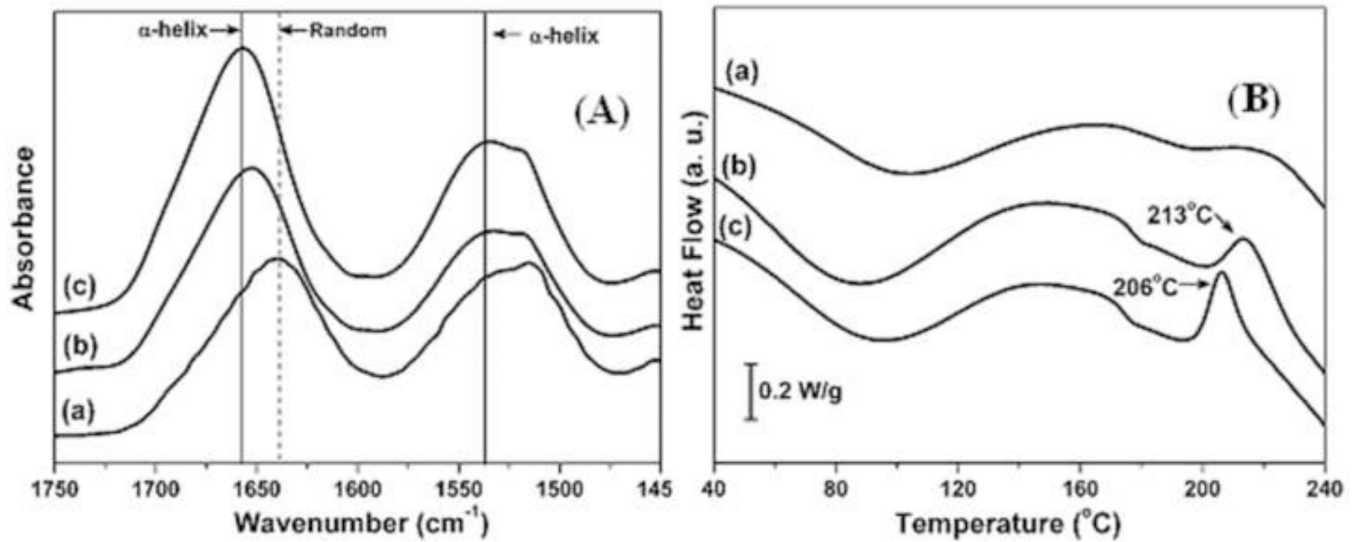 α-helix Random α-helix
(A)
(c)
(b)
(a)
Absorbance
1750 1700 1650 1600 1550 1500 145
Wavenumber (cm⁻¹)
(a)
(B)
(b)
(c)
213°C
206°C
0.2 W/g
Heat Flow (a. u.)
40 80 120 160 200 240
Temperature (°C)